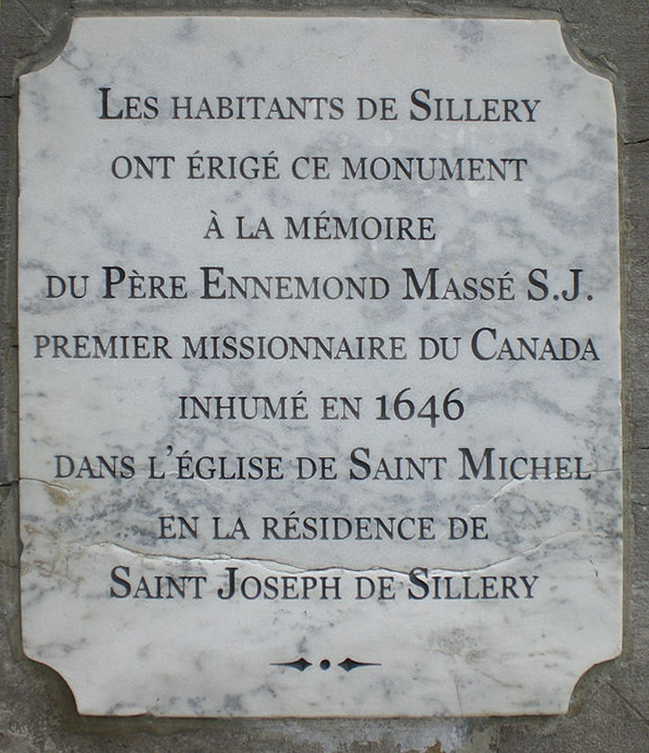 Les habitants de Sillery
ont érigé ce monument
à la mémoire
du Père Ennemond Massé S.J.
premier missionnaire du Canada
inhumé en 1646
dans l'église de Saint Michel
en la résidence de
Saint Joseph de Sillery